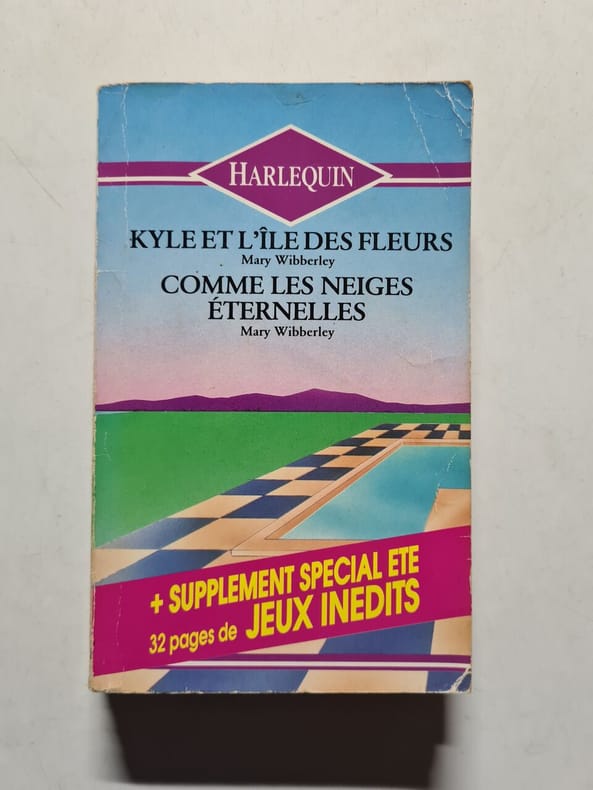 HARLEQUIN
KYLE ET L'ÎLE DES FLEURS
Mary Wibberley
COMME LES NEIGES
ÉTERNELLES
Mary Wibberley
+ SUPPLEMENT SPECIAL ETE
32 pages de JEUX INEDITS